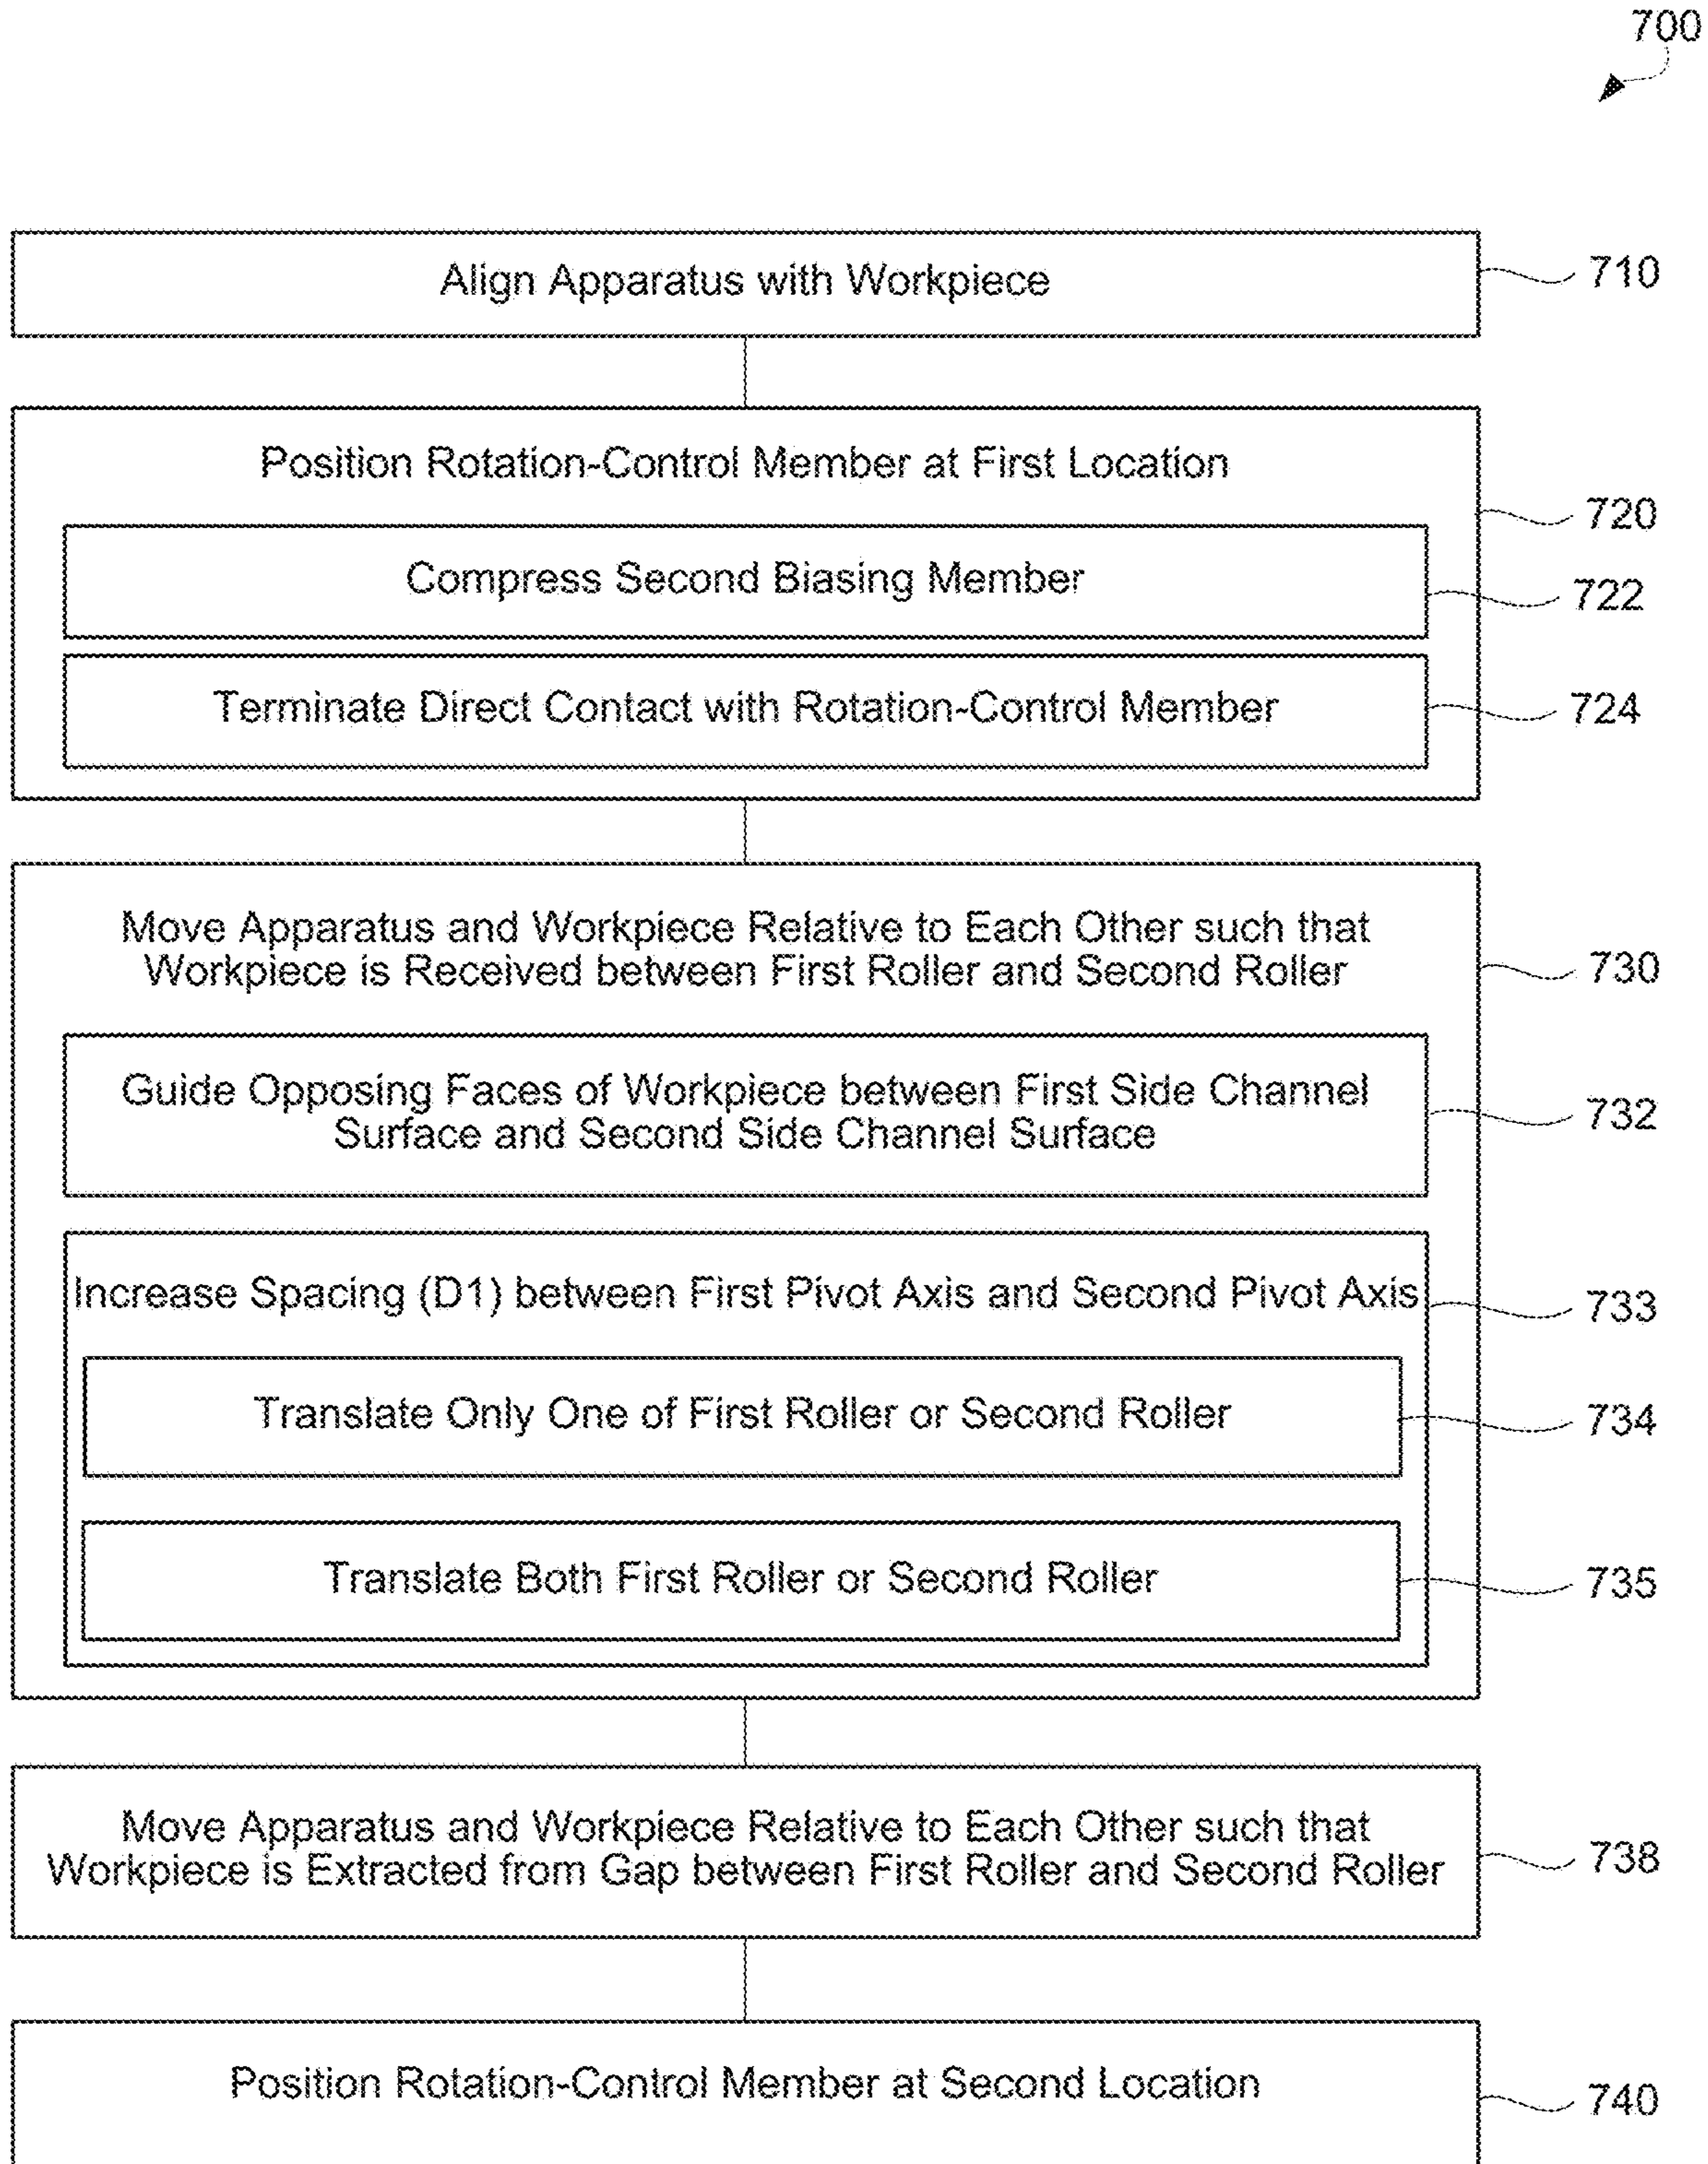 700
Align Apparatus with Workpiece
710
Position Rotation-Control Member at First Location
720
Compress Second Biasing Member
722
Terminate Direct Contact with Rotation-Control Member
724
Move Apparatus and Workpiece Relative to Each Other such that
Workpiece is Received between First Roller and Second Roller
730
Guide Opposing Faces of Workpiece between First Side Channel
Surface and Second Side Channel Surface
732
Increase Spacing (D1) between First Pivot Axis and Second Pivot Axis
733
Translate Only One of First Roller or Second Roller
734
Translate Both First Roller or Second Roller
735
Move Apparatus and Workpiece Relative to Each Other such that
Workpiece is Extracted from Gap between First Roller and Second Roller
738
Position Rotation-Control Member at Second Location
740